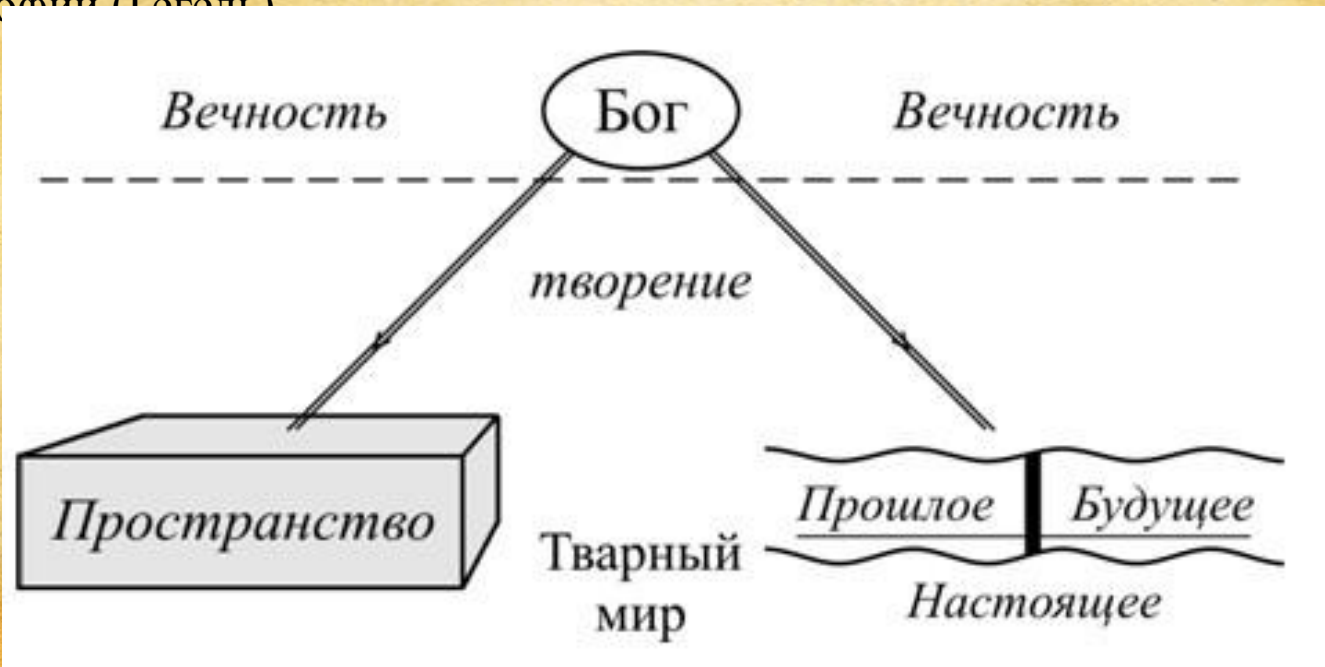 Вечность Бог Вечность
творение
Пространство
Прошлое Будущее
Тварный
мир
Настоящее